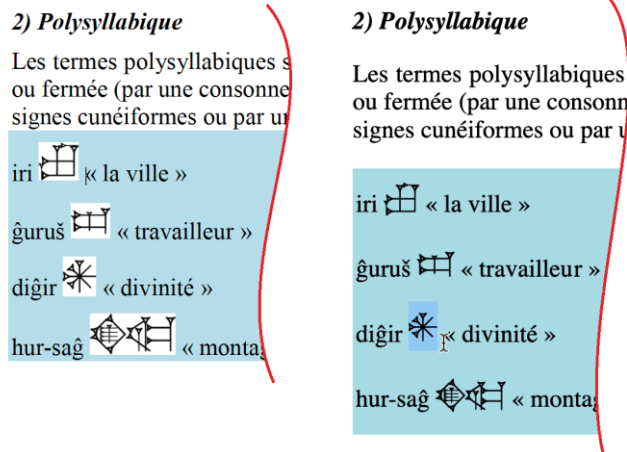 2) Polysyllabique
Les termes polysyllabiques
ou fermée (par une consonne
signes cunéiformes ou par
iri 𒌷 « la ville »
ĝuruš « travailleur »
diĝir 𒀭 « divinité »
hur-saĝ 𒄯𒊕 « monta
2) Polysyllabique
Les termes polysyllabiques
ou fermée (par une consonn
signes cunéiformes ou par
iri 𒌷 « la ville »
ĝuruš « travailleur »
diĝir 𒀭 « divinité »
hur-saĝ 𒄯𒊕 « monta